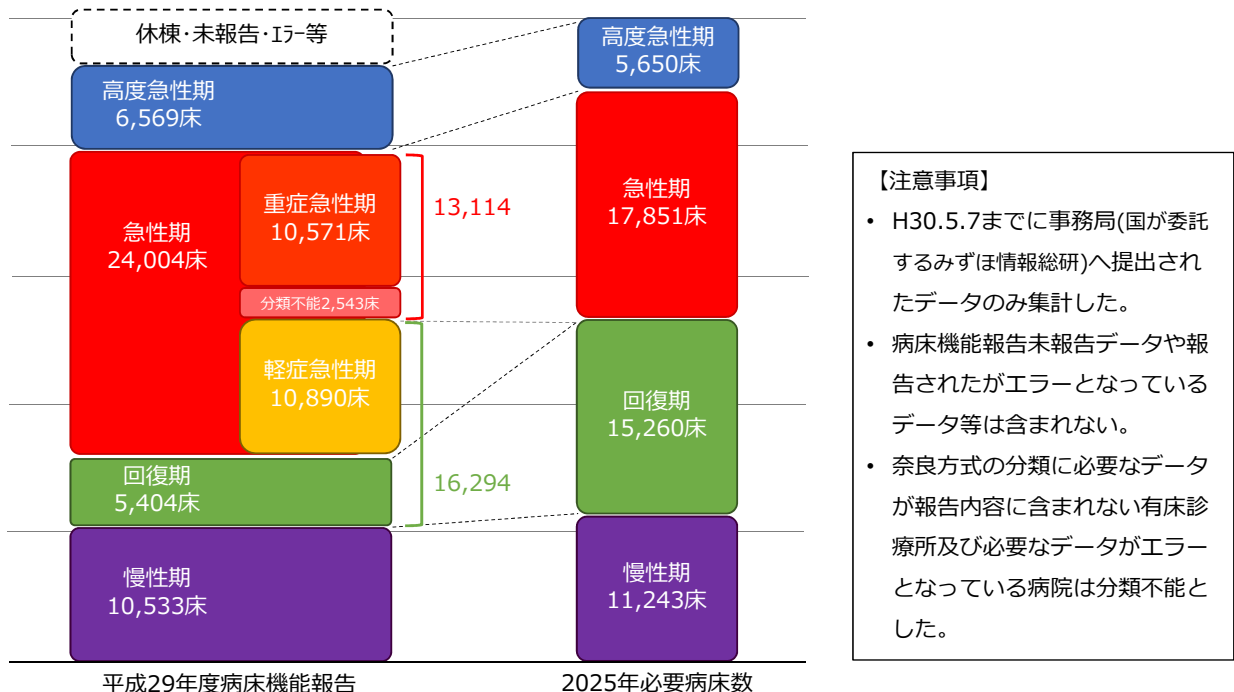 休棟・未報告・ｴﾗｰ等
高度急性期
6,569床
急性期
24,004床
重症急性期
10,571床
分類不能2,543床
軽症急性期
10,890床
回復期
5,404床
慢性期
10,533床
13,114
16,294
平成29年度病床機能報告
高度急性期
5,650床
急性期
17,851床
回復期
15,260床
慢性期
11,243床
2025年必要病床数
【注意事項】
• H30.5.7までに事務局(国が委託
するみずほ情報総研)へ提出され
たデータのみ集計した。
• 病床機能報告未報告データや報
告されたがエラーとなっている
データ等は含まれない。
• 奈良方式の分類に必要なデータ
が報告内容に含まれない有床診
療所及び必要なデータがエラー
となっている病院は分類不能と
した。